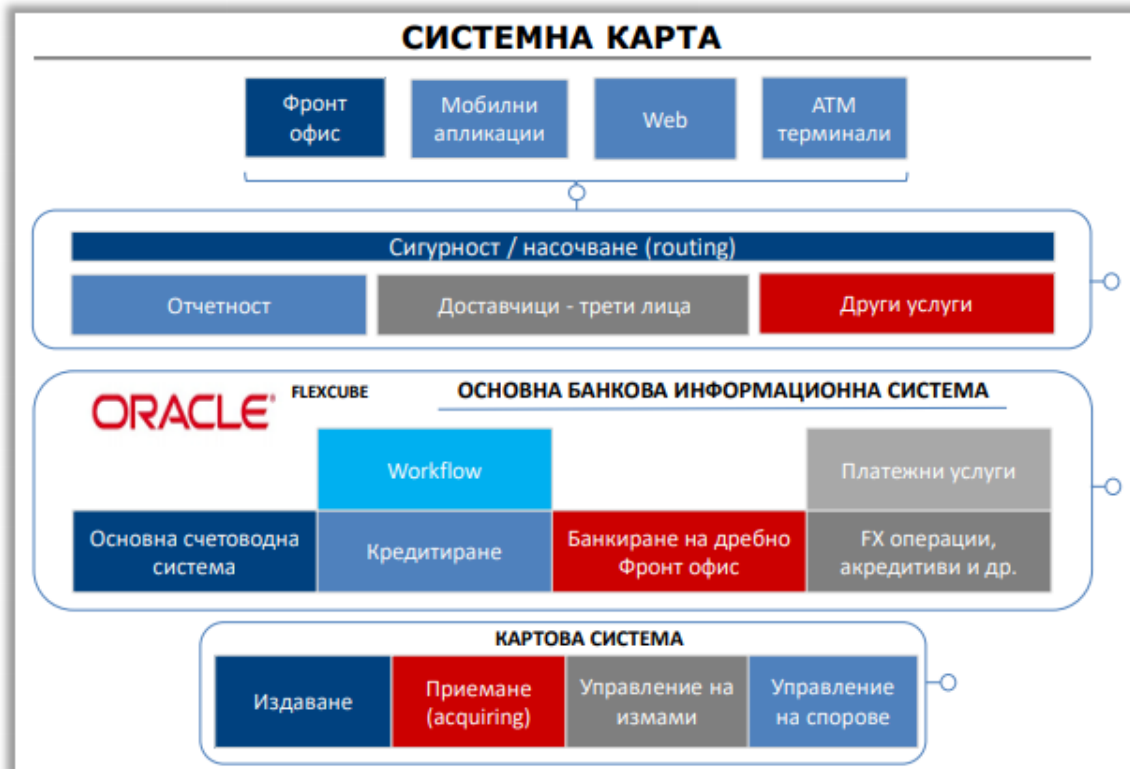 СИСТЕМНА КАРТА
Фронт
офис
Мобилни
апликации
Web
ATM
терминали
Сигурност / насочване (routing)
Отчетност
Доставчици - трети лица
Други услуги
ORACLE®
FLEXCUBE
ОСНОВНА БАНКОВА ИНФОРМАЦИОННА СИСТЕМА
Workflow
Платежни услуги
Основна счетоводна
система
Кредитиране
Банкиране на дребно
Фронт офис
FX операции,
акредитиви и др.
КАРТОВА СИСТЕМА
Издаване
Приемане
(acquiring)
Управление на
измами
Управление
на спорове